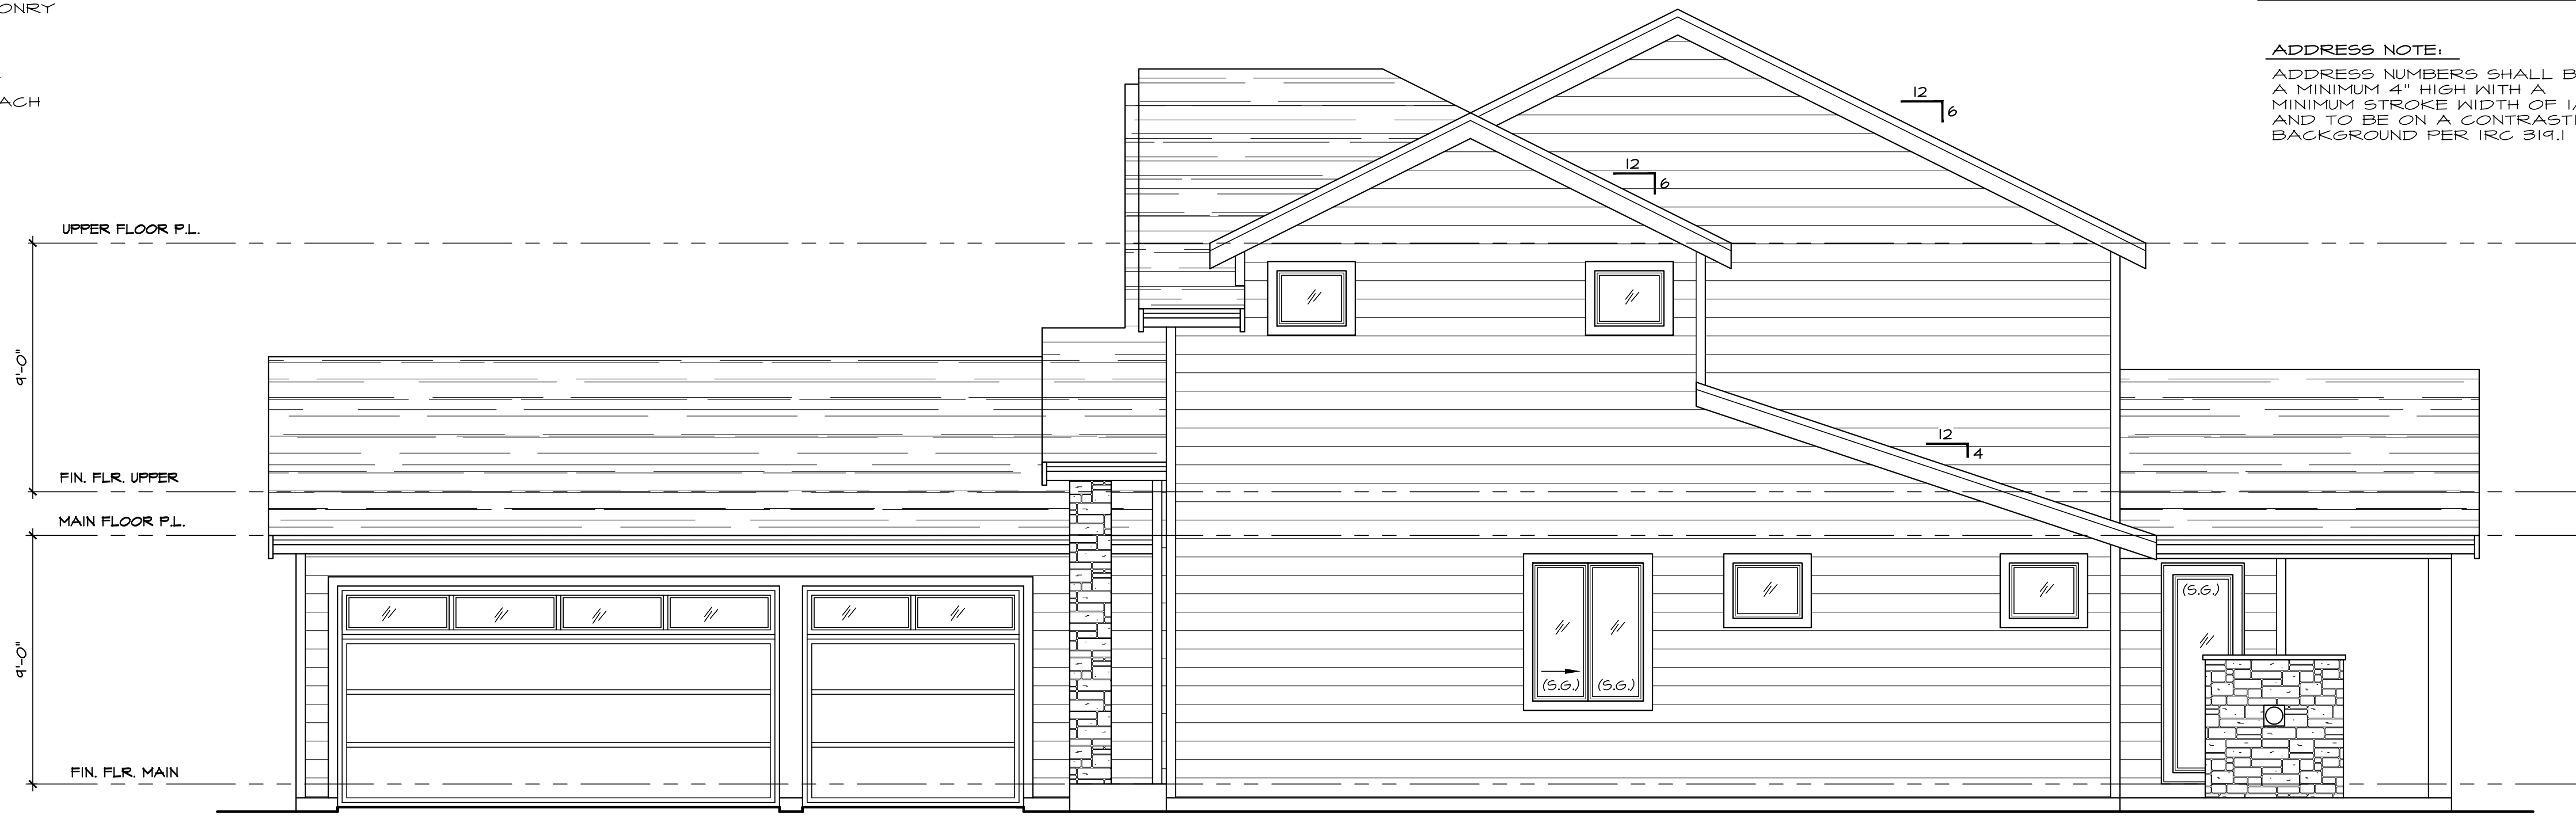 ONRY
ACH
ADDRESS NOTE:
ADDRESS NUMBERS SHALL B
A MINIMUM 4" HIGH WITH A
MINIMUM STROKE WIDTH OF 1/
AND TO BE ON A CONTRAST
BACKGROUND PER IRC 319.1
12
6
12
6
UPPER FLOOR P.L.
9'-0"
12
4
FIN. FLR. UPPER
MAIN FLOOR P.L.
(S.G.)
9'-0"
(S.G.) (S.G.)
FIN. FLR. MAIN